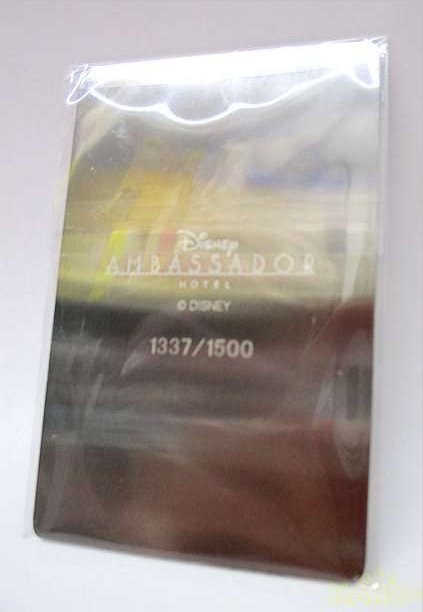 Disney
AMBASSADOR
HOTEL
© DISNEY
1337/1500